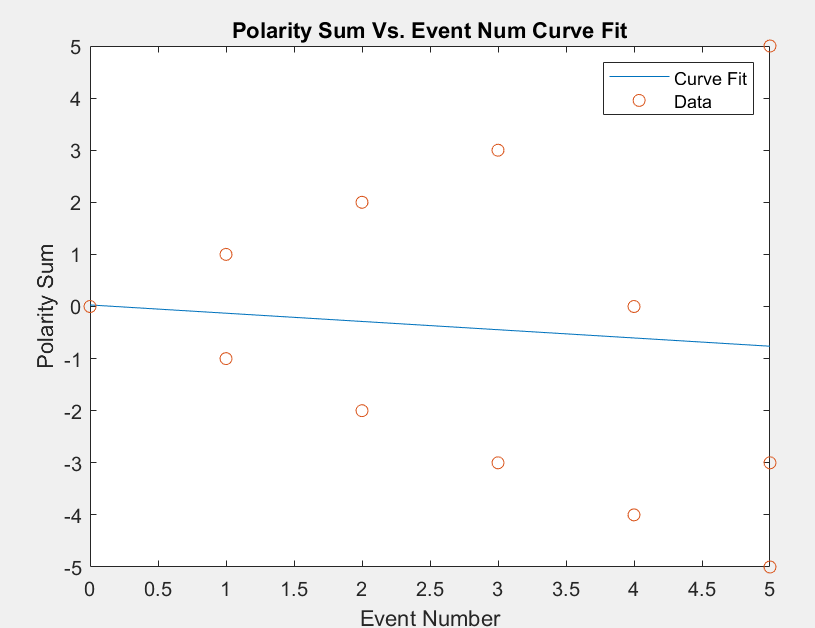 Polarity Sum Vs. Event Num Curve Fit
Curve Fit
Data
Polarity Sum
5
4
3
2
1
0
-1
-2
-3
-4
-5
0 0.5 1 1.5 2 2.5 3 3.5 4 4.5 5
Event Number